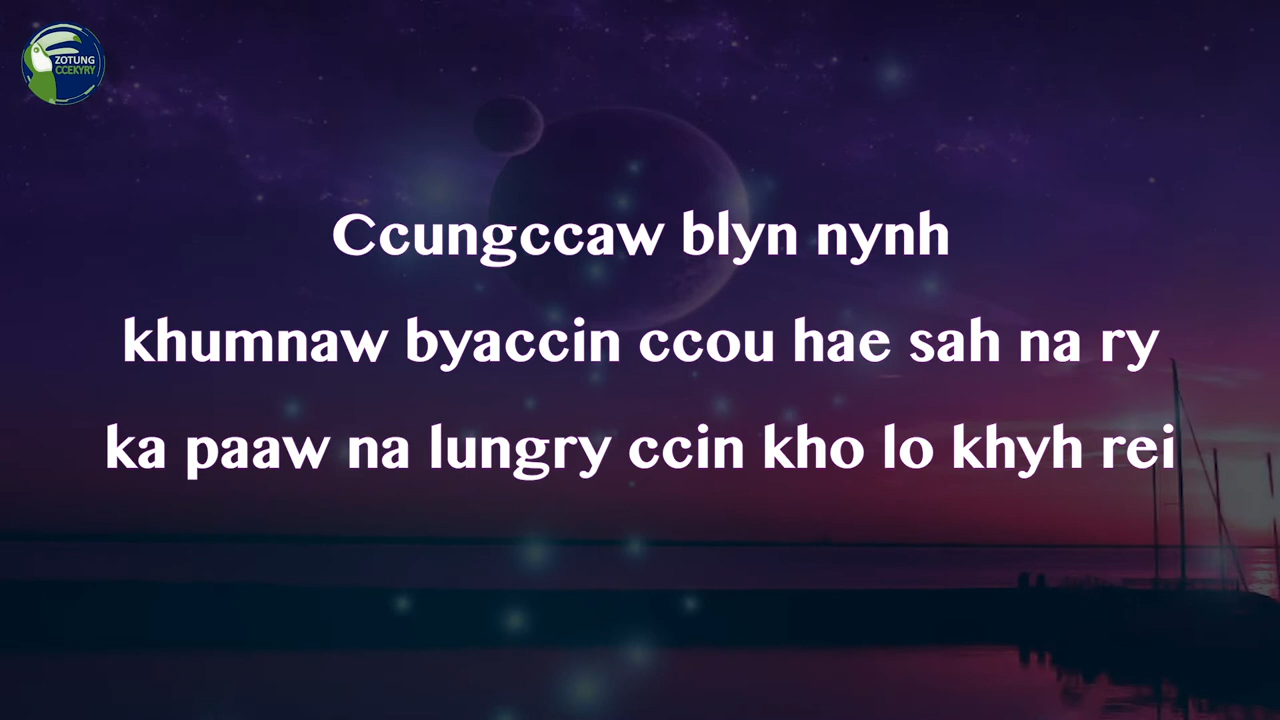 ZOTUNG
CCEKYRY
Ccungccaw blyn nynh
khumnaw byaccin ccou hae sah na ry
ka paaw na lungry ccin kho lo khyh rei